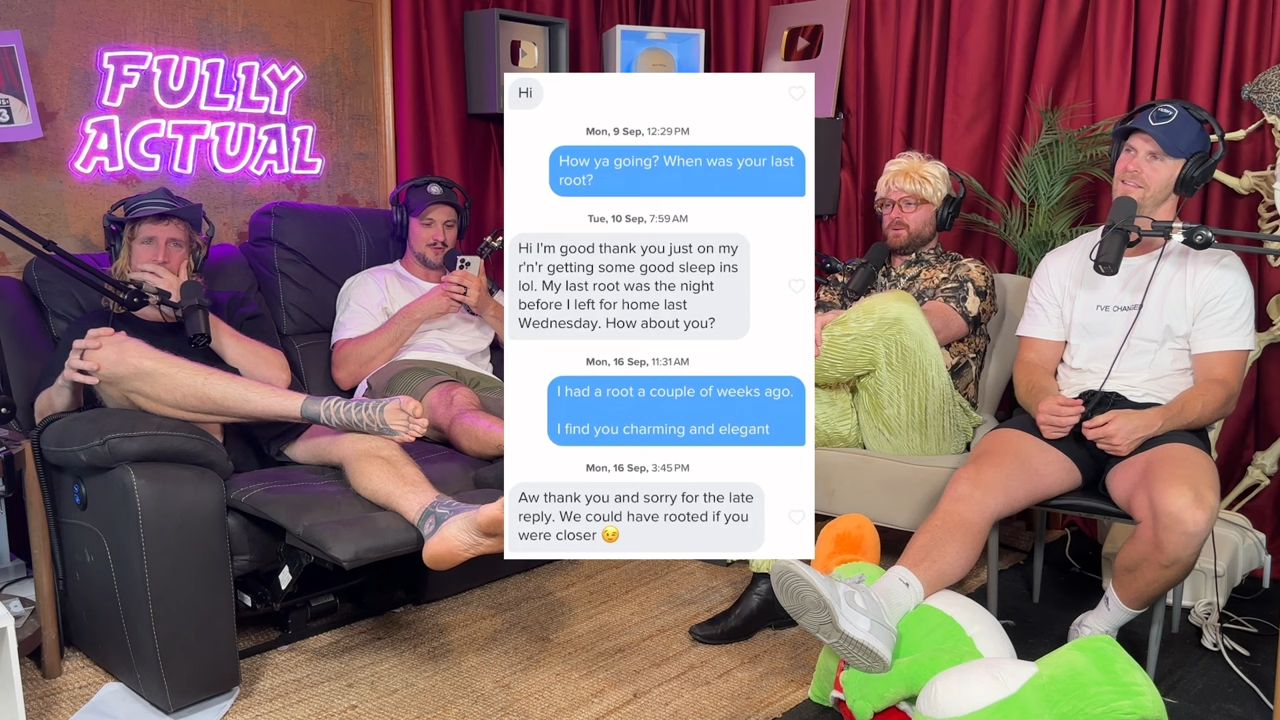 FULLY
ACTUAL
Hi
Mon, 9 Sep, 12:29 PM
How ya going? When was your last
root?
Tue, 10 Sep, 7:59 AM
Hi I'm good thank you just on my
r'n'r getting some good sleep ins
lol. My last root was the night
before I left for home last
Wednesday. How about you?
Mon, 16 Sep, 11:31 AM
I had a root a couple of weeks ago.
I find you charming and elegant
Mon, 16 Sep, 3:45 PM
Aw thank you and sorry for the late
reply. We could have rooted if you
were closer 😉
I'VE CHANGED